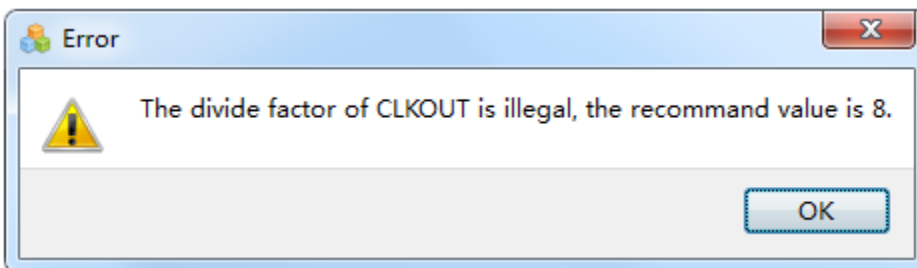 Error
The divide factor of CLKOUT is illegal, the recommand value is 8.
OK